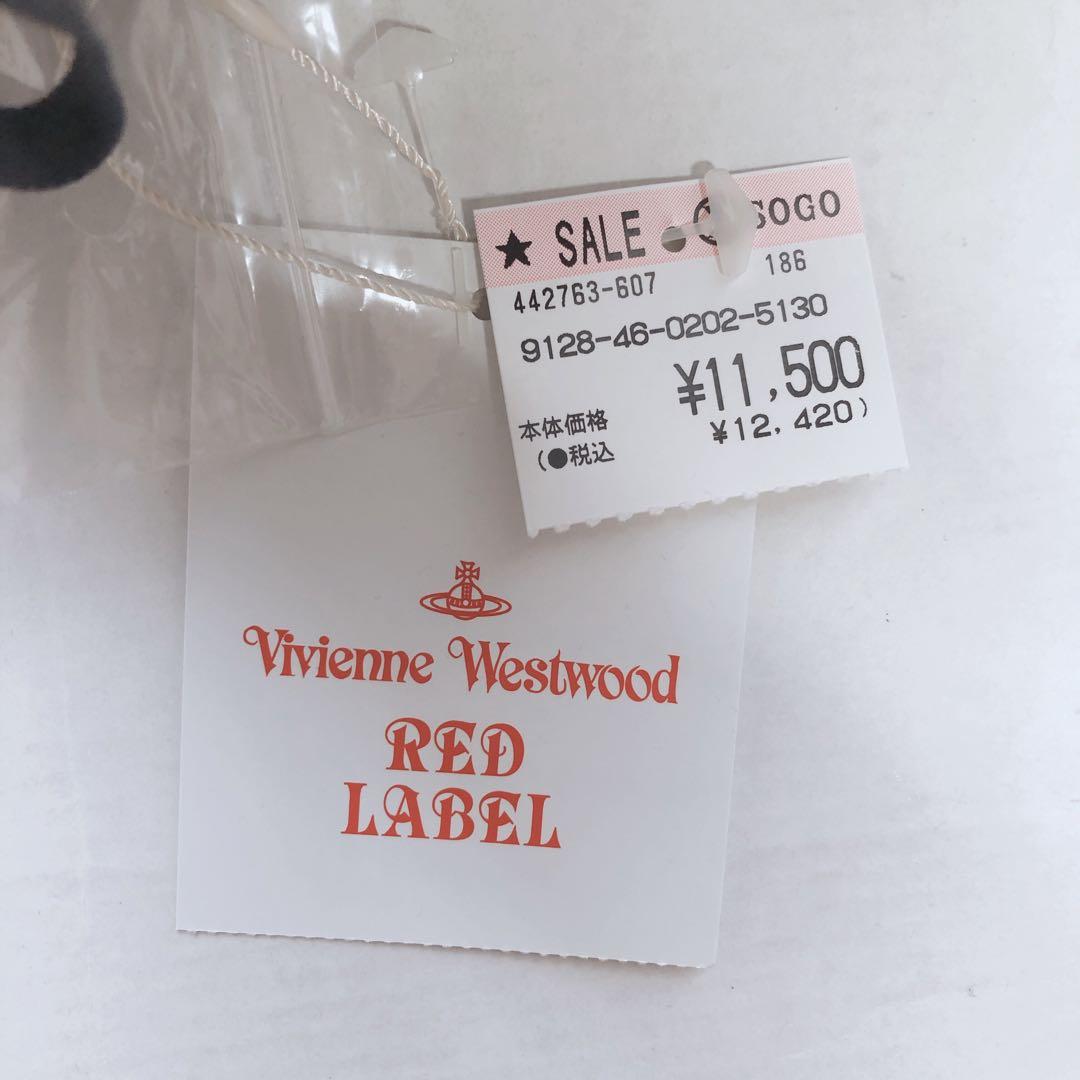 ★ SALE SOGO
442763-607 186
9128-46-0202-5130
¥11,500
本体価格 ¥12,420)
(●税込
Vivienne Westwood
RED
LABEL